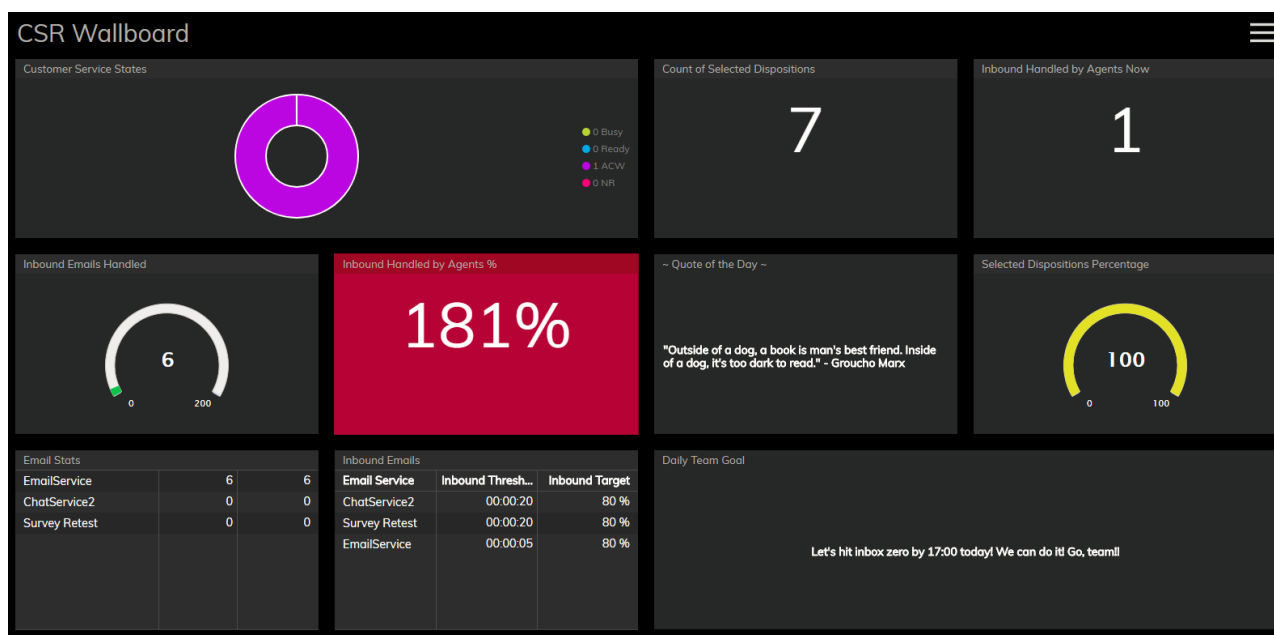 CSR Wallboard
Customer Service States
0 Busy
0 Ready
1 ACW
0 NR
Count of Selected Dispositions
7
Inbound Handled by Agents Now
1
Inbound Emails Handled
6
0 200
Inbound Handled by Agents %
181%
~ Quote of the Day ~
"Outside of a dog, a book is man's best friend. Inside
of a dog, it's too dark to read." - Groucho Marx
Selected Dispositions Percentage
100
0 100
Email Stats
EmailService 6 6
ChatService2 0 0
Survey Retest 0 0
Inbound Emails
Email Service Inbound Thresh... Inbound Target
ChatService2 00:00:20 80 %
Survey Retest 00:00:20 80 %
EmailService 00:00:05 80 %
Daily Team Goal
Let's hit inbox zero by 17:00 today! We can do it! Go, team!!